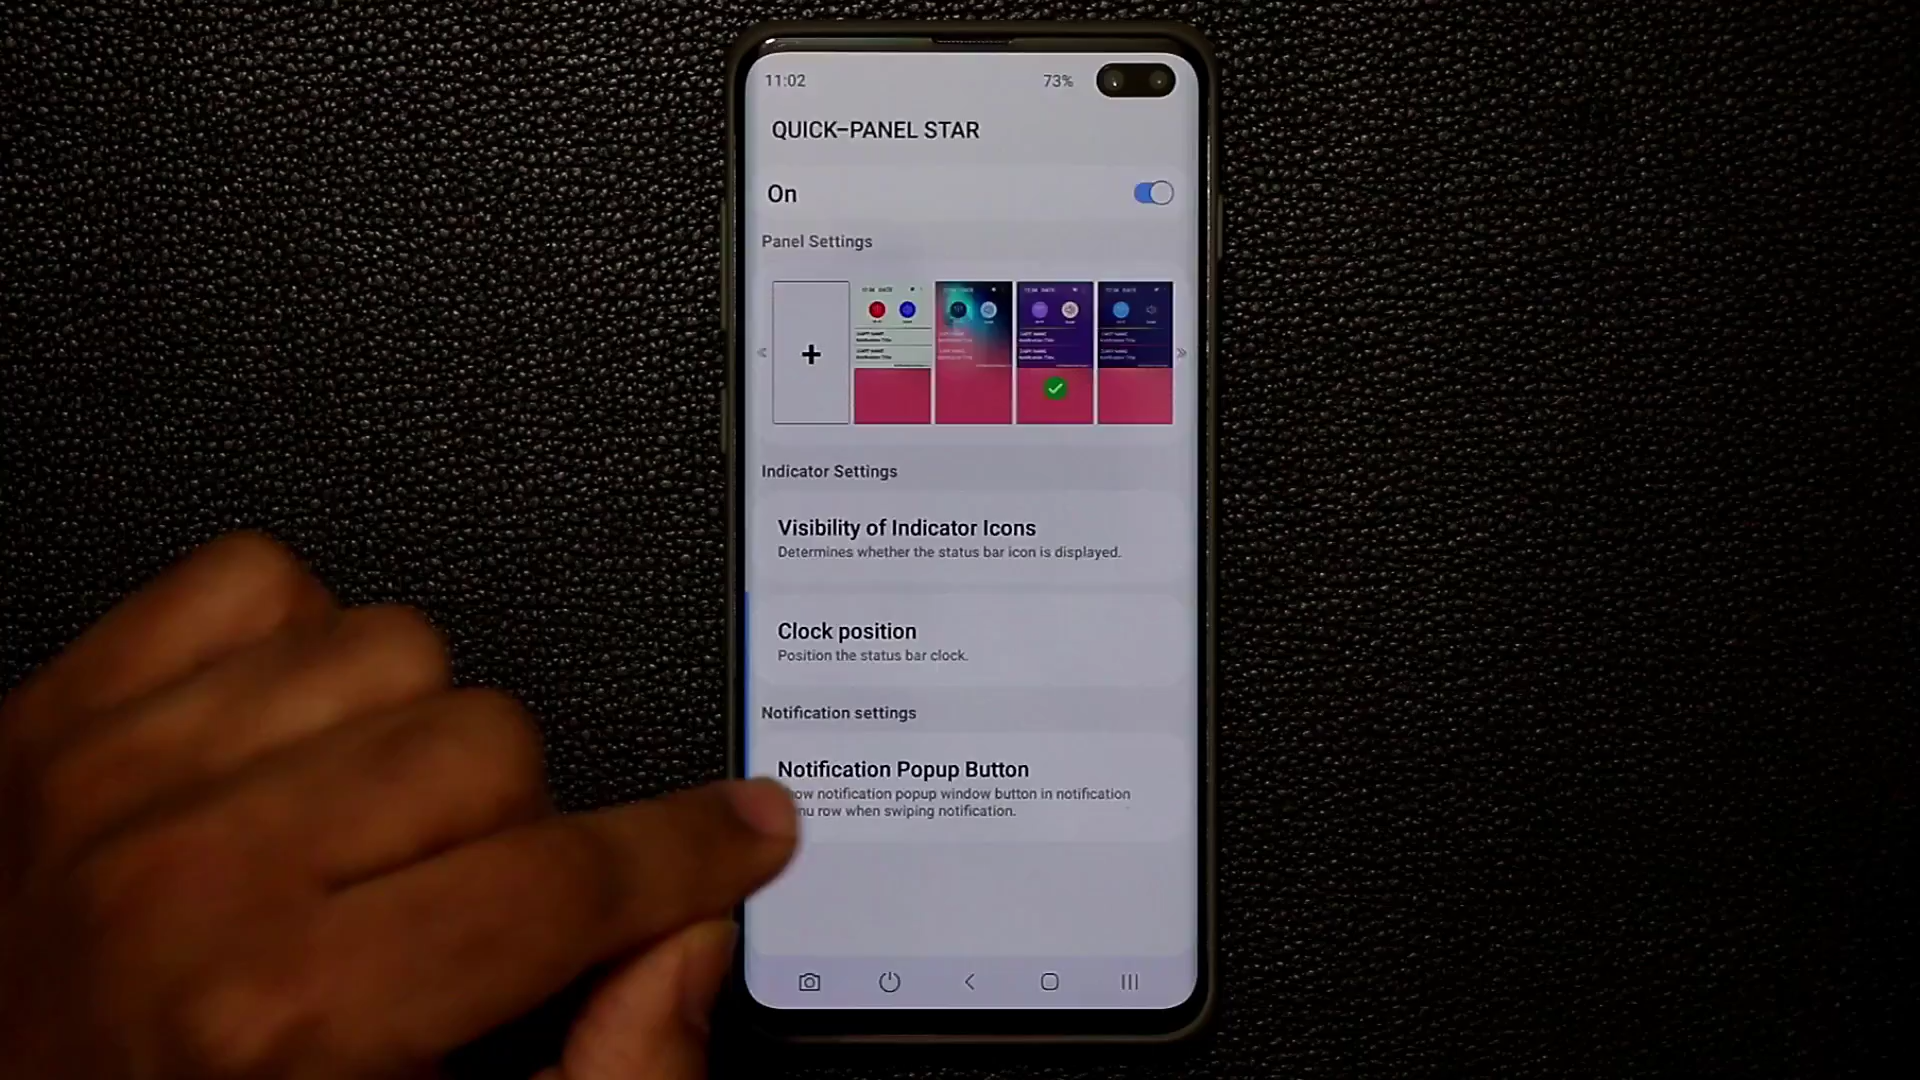 11:02
73%
QUICK-PANEL STAR
On
Panel Settings
Indicator Settings
Visibility of Indicator Icons
Determines whether the status bar icon is displayed.
Clock position
Position the status bar clock.
Notification settings
Notification Popup Button
notification popup window button in notification
row when swiping notification.